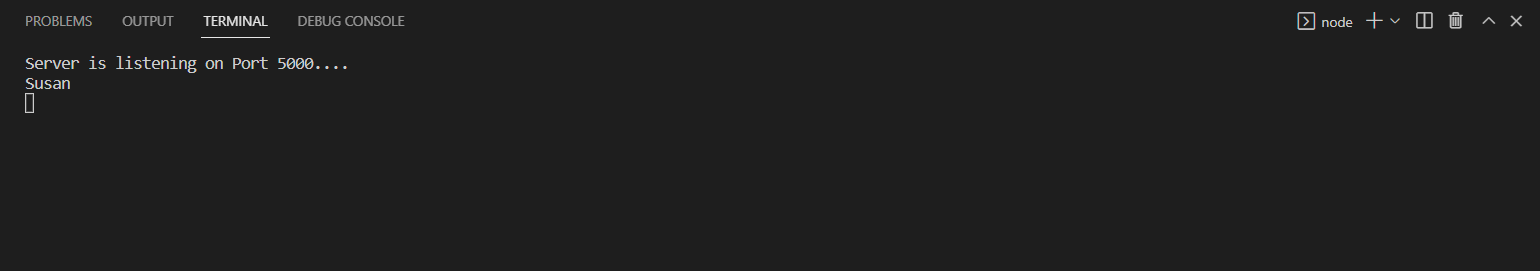 PROBLEMS OUTPUT TERMINAL DEBUG CONSOLE node
Server is listening on Port 5000....
Susan